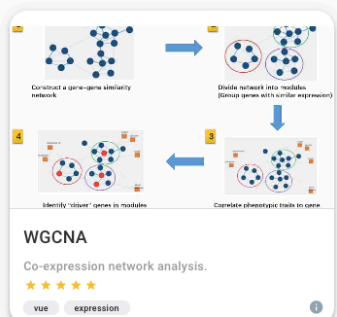 Construct a gene-gene similarity
network
Divide network into modules
(Group genes with similar expression)
4
3
Identify "driver" genes in modules
Correlate phenotypic traits to gene
WGCNA
Co-expression network analysis.
vue
expression